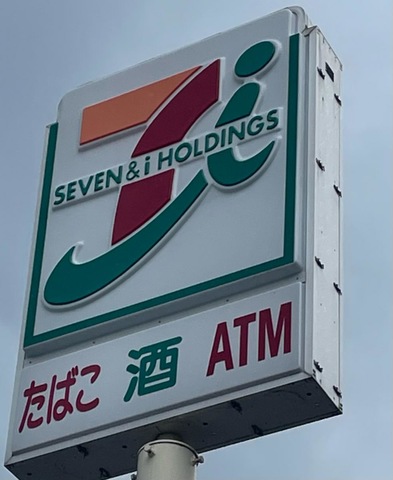 SEVEN & i HOLDINGS
たばこ 酒 ATM